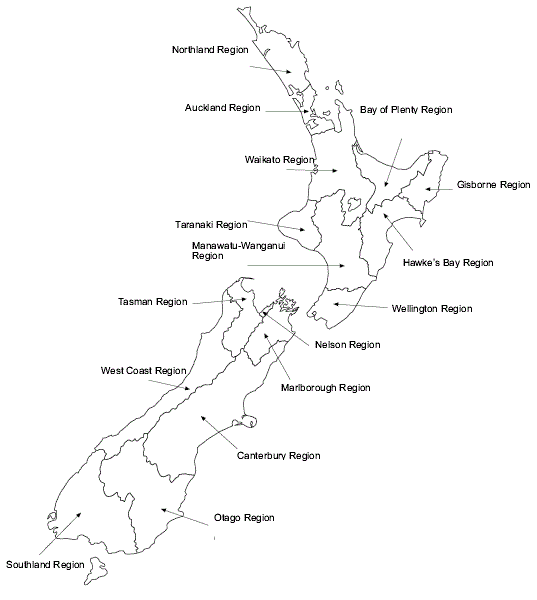 Northland Region
Auckland Region
Bay of Plenty Region
Waikato Region
Gisborne Region
Taranaki Region
Manawatu-Wanganui
Region
Hawke's Bay Region
Tasman Region
Wellington Region
Nelson Region
West Coast Region
Marlborough Region
Canterbury Region
Otago Region
Southland Region